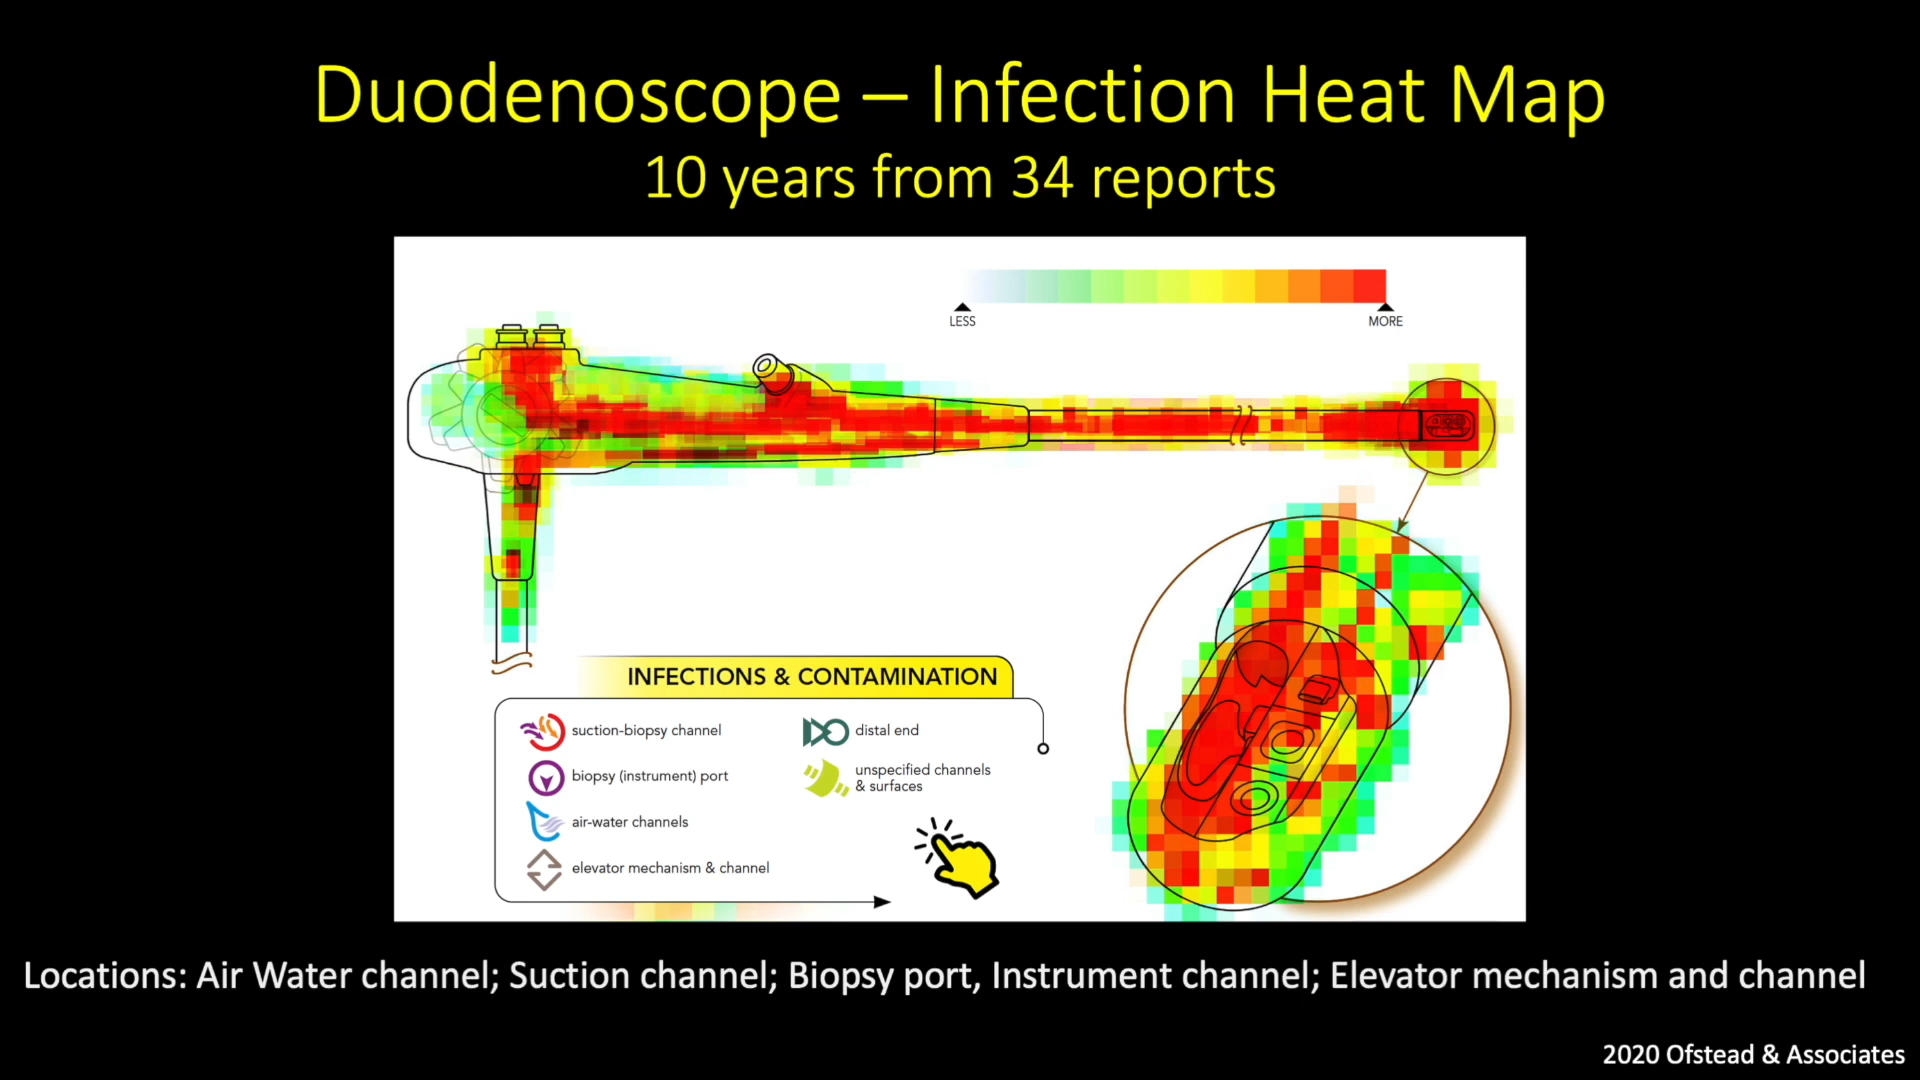 Duodenoscope – Infection Heat Map
10 years from 34 reports
LESS
MORE
INFECTIONS & CONTAMINATION
suction-biopsy channel
biopsy (instrument) port
air-water channels
elevator mechanism & channel
distal end
unspecified channels
& surfaces
Locations: Air Water channel; Suction channel; Biopsy port, Instrument channel; Elevator mechanism and channel
2020 Ofstead & Associates